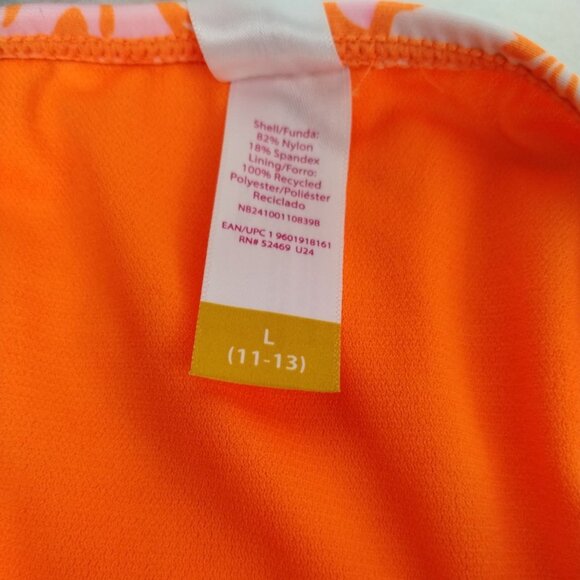 Shell/Funda:
82% Nylon
18% Spandex
Lining/Forro:
100% Recycled
Polyester/Poliéster
Reciclado
NB24100110839B
EAN/UPC 1 9601918161
RN# 52469 U24
L
(11-13)